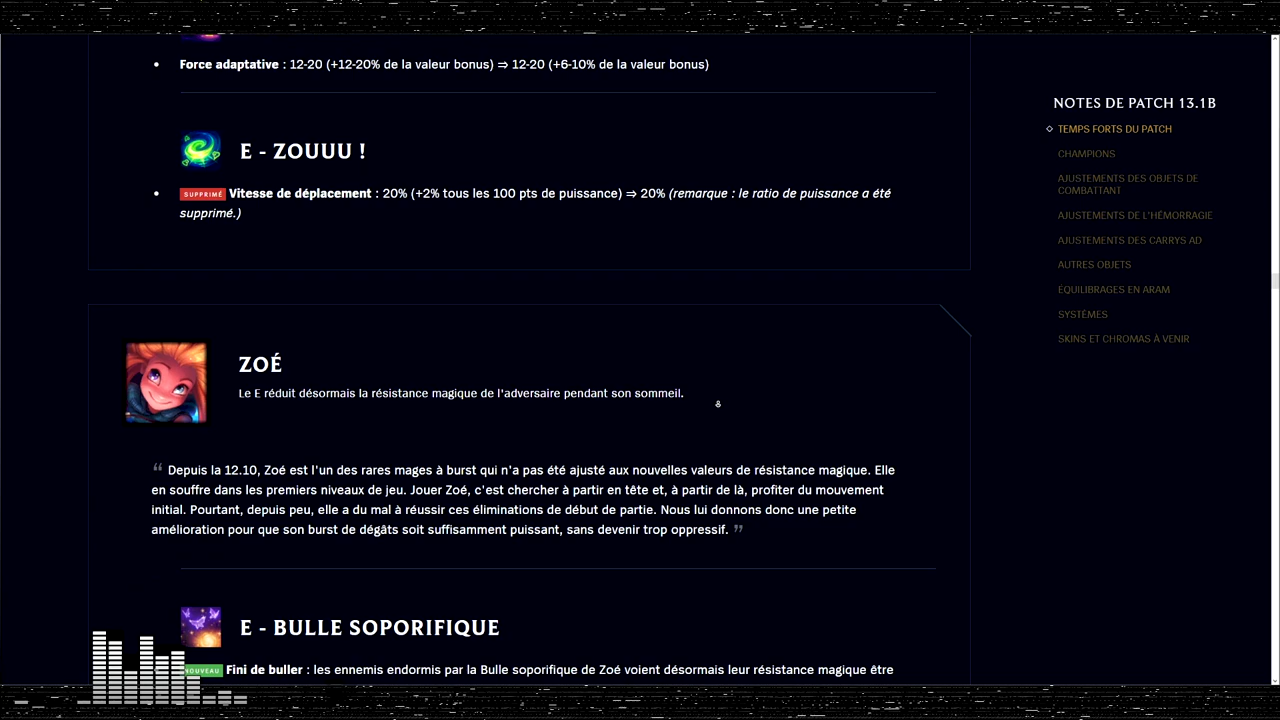 Force adaptative : 12-20 (+12-20% de la valeur bonus) ⇒ 12-20 (+6-10% de la valeur bonus)
E - ZOUUU !
SUPPRIMÉ Vitesse de déplacement : 20% (+2% tous les 100 pts de puissance) ⇒ 20% (remarque : le ratio de puissance a été
supprimé.)
ZOÉ
Le E réduit désormais la résistance magique de l'adversaire pendant son sommeil.
“ Depuis la 12.10, Zoé est l'un des rares mages à burst qui n'a pas été ajusté aux nouvelles valeurs de résistance magique. Elle
en souffre dans les premiers niveaux de jeu. Jouer Zoé, c'est chercher à partir en tête et, à partir de là, profiter du mouvement
initial. Pourtant, depuis peu, elle a du mal à réussir ces éliminations de début de partie. Nous lui donnons donc une petite
amélioration pour que son burst de dégâts soit suffisamment puissant, sans devenir trop oppressif. ”
E - BULLE SOPORIFIQUE
NOUVEAU Fini de buller : les ennemis endormis par la Bulle soporifique de Zoé voient désormais leur résistance magique être
NOTES DE PATCH 13.1B
TEMPS FORTS DU PATCH
CHAMPIONS
AJUSTEMENTS DES OBJETS DE
COMBATTANT
AJUSTEMENTS DE L'HÉMORRAGIE
AJUSTEMENTS DES CARRYS AD
AUTRES OBJETS
ÉQUILIBRAGES EN ARAM
SYSTÈMES
SKINS ET CHROMAS À VENIR